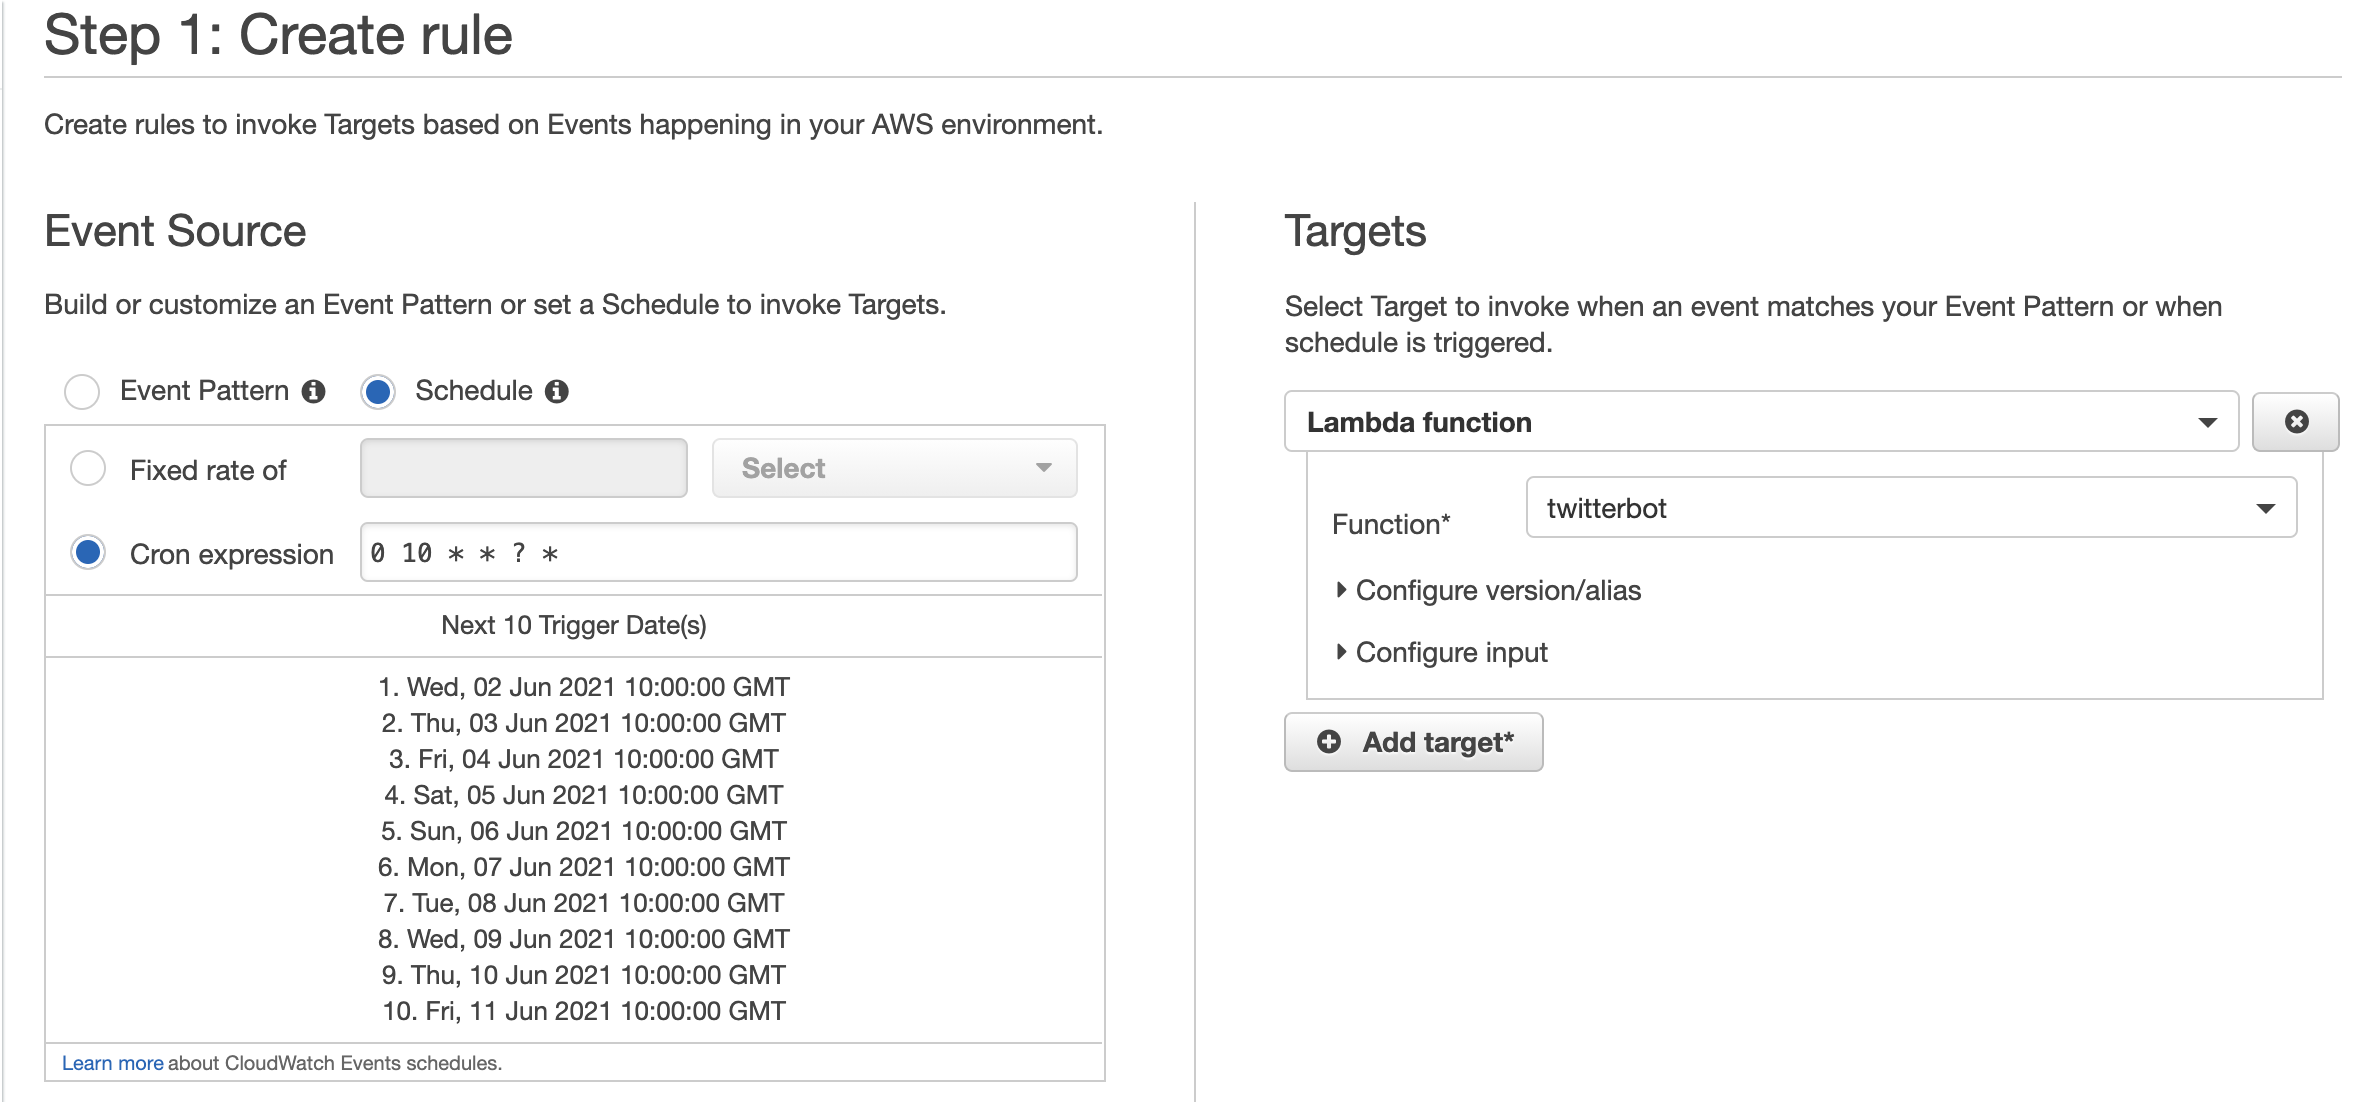 Step 1: Create rule
Create rules to invoke Targets based on Events happening in your AWS environment.
Event Source
Build or customize an Event Pattern or set a Schedule to invoke Targets.
Event Pattern Schedule
Fixed rate of Select
Cron expression 0 10 * * ? *
Next 10 Trigger Date(s)
1. Wed, 02 Jun 2021 10:00:00 GMT
2. Thu, 03 Jun 2021 10:00:00 GMT
3. Fri, 04 Jun 2021 10:00:00 GMT
4. Sat, 05 Jun 2021 10:00:00 GMT
5. Sun, 06 Jun 2021 10:00:00 GMT
6. Mon, 07 Jun 2021 10:00:00 GMT
7. Tue, 08 Jun 2021 10:00:00 GMT
8. Wed, 09 Jun 2021 10:00:00 GMT
9. Thu, 10 Jun 2021 10:00:00 GMT
10. Fri, 11 Jun 2021 10:00:00 GMT
Learn more about CloudWatch Events schedules.
Targets
Select Target to invoke when an event matches your Event Pattern or when
schedule is triggered.
Lambda function
Function* twitterbot
Configure version/alias
Configure input
Add target*